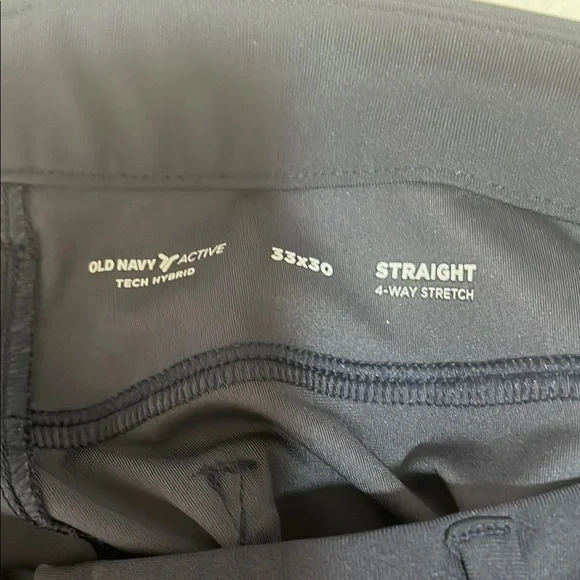 OLD NAVY ACTIVE
TECH HYBRID
33x30
STRAIGHT
4-WAY STRETCH